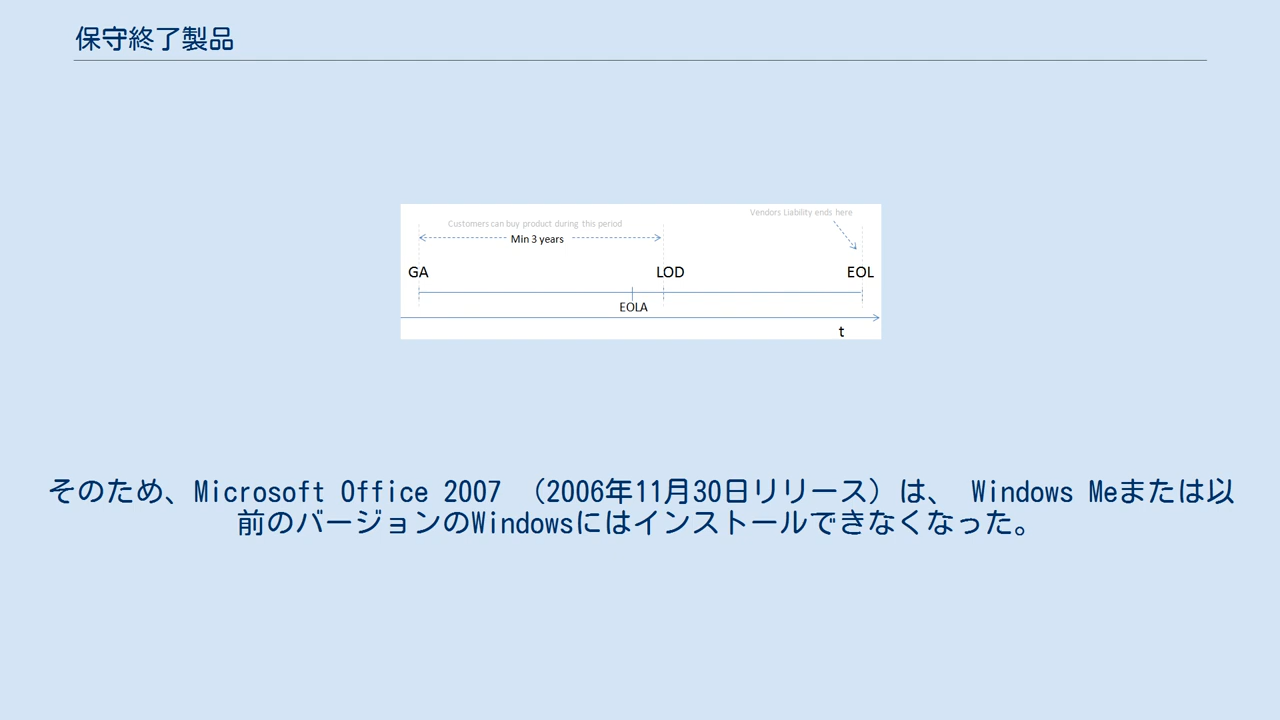 保守終了製品
Vendors Liability ends here
Customers can buy product during this period
Min 3 years
GA
LOD
EOL
EOLA
t
そのため、Microsoft Office 2007 （2006年11月30日リリース）は、 Windows Meまたは以
前のバージョンのWindowsにはインストールできなくなった。